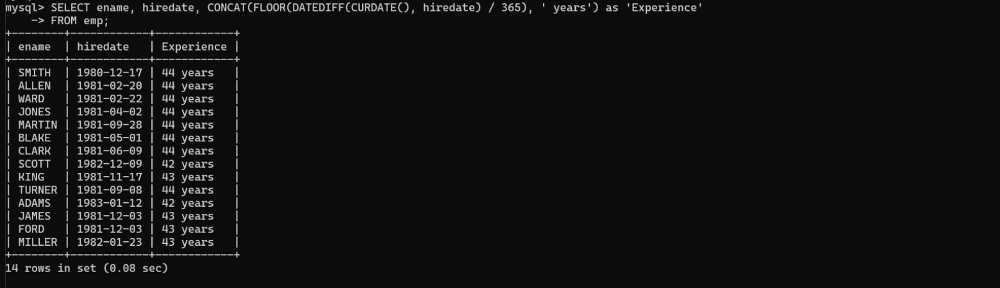 mysql> SELECT ename, hiredate, CONCAT(FLOOR(DATEDIFF(CURDATE(), hiredate) / 365), ' years') as 'Experience'
    -> FROM emp;
+--------+------------+------------+
| ename  | hiredate   | Experience |
+--------+------------+------------+
| SMITH  | 1980-12-17 | 44 years   |
| ALLEN  | 1981-02-20 | 44 years   |
| WARD   | 1981-02-22 | 44 years   |
| JONES  | 1981-04-02 | 44 years   |
| MARTIN | 1981-09-28 | 44 years   |
| BLAKE  | 1981-05-01 | 44 years   |
| CLARK  | 1981-06-09 | 44 years   |
| SCOTT  | 1982-12-09 | 42 years   |
| KING   | 1981-11-17 | 43 years   |
| TURNER | 1981-09-08 | 44 years   |
| ADAMS  | 1983-01-12 | 42 years   |
| JAMES  | 1981-12-03 | 43 years   |
| FORD   | 1981-12-03 | 43 years   |
| MILLER | 1982-01-23 | 43 years   |
+--------+------------+------------+
14 rows in set (0.08 sec)